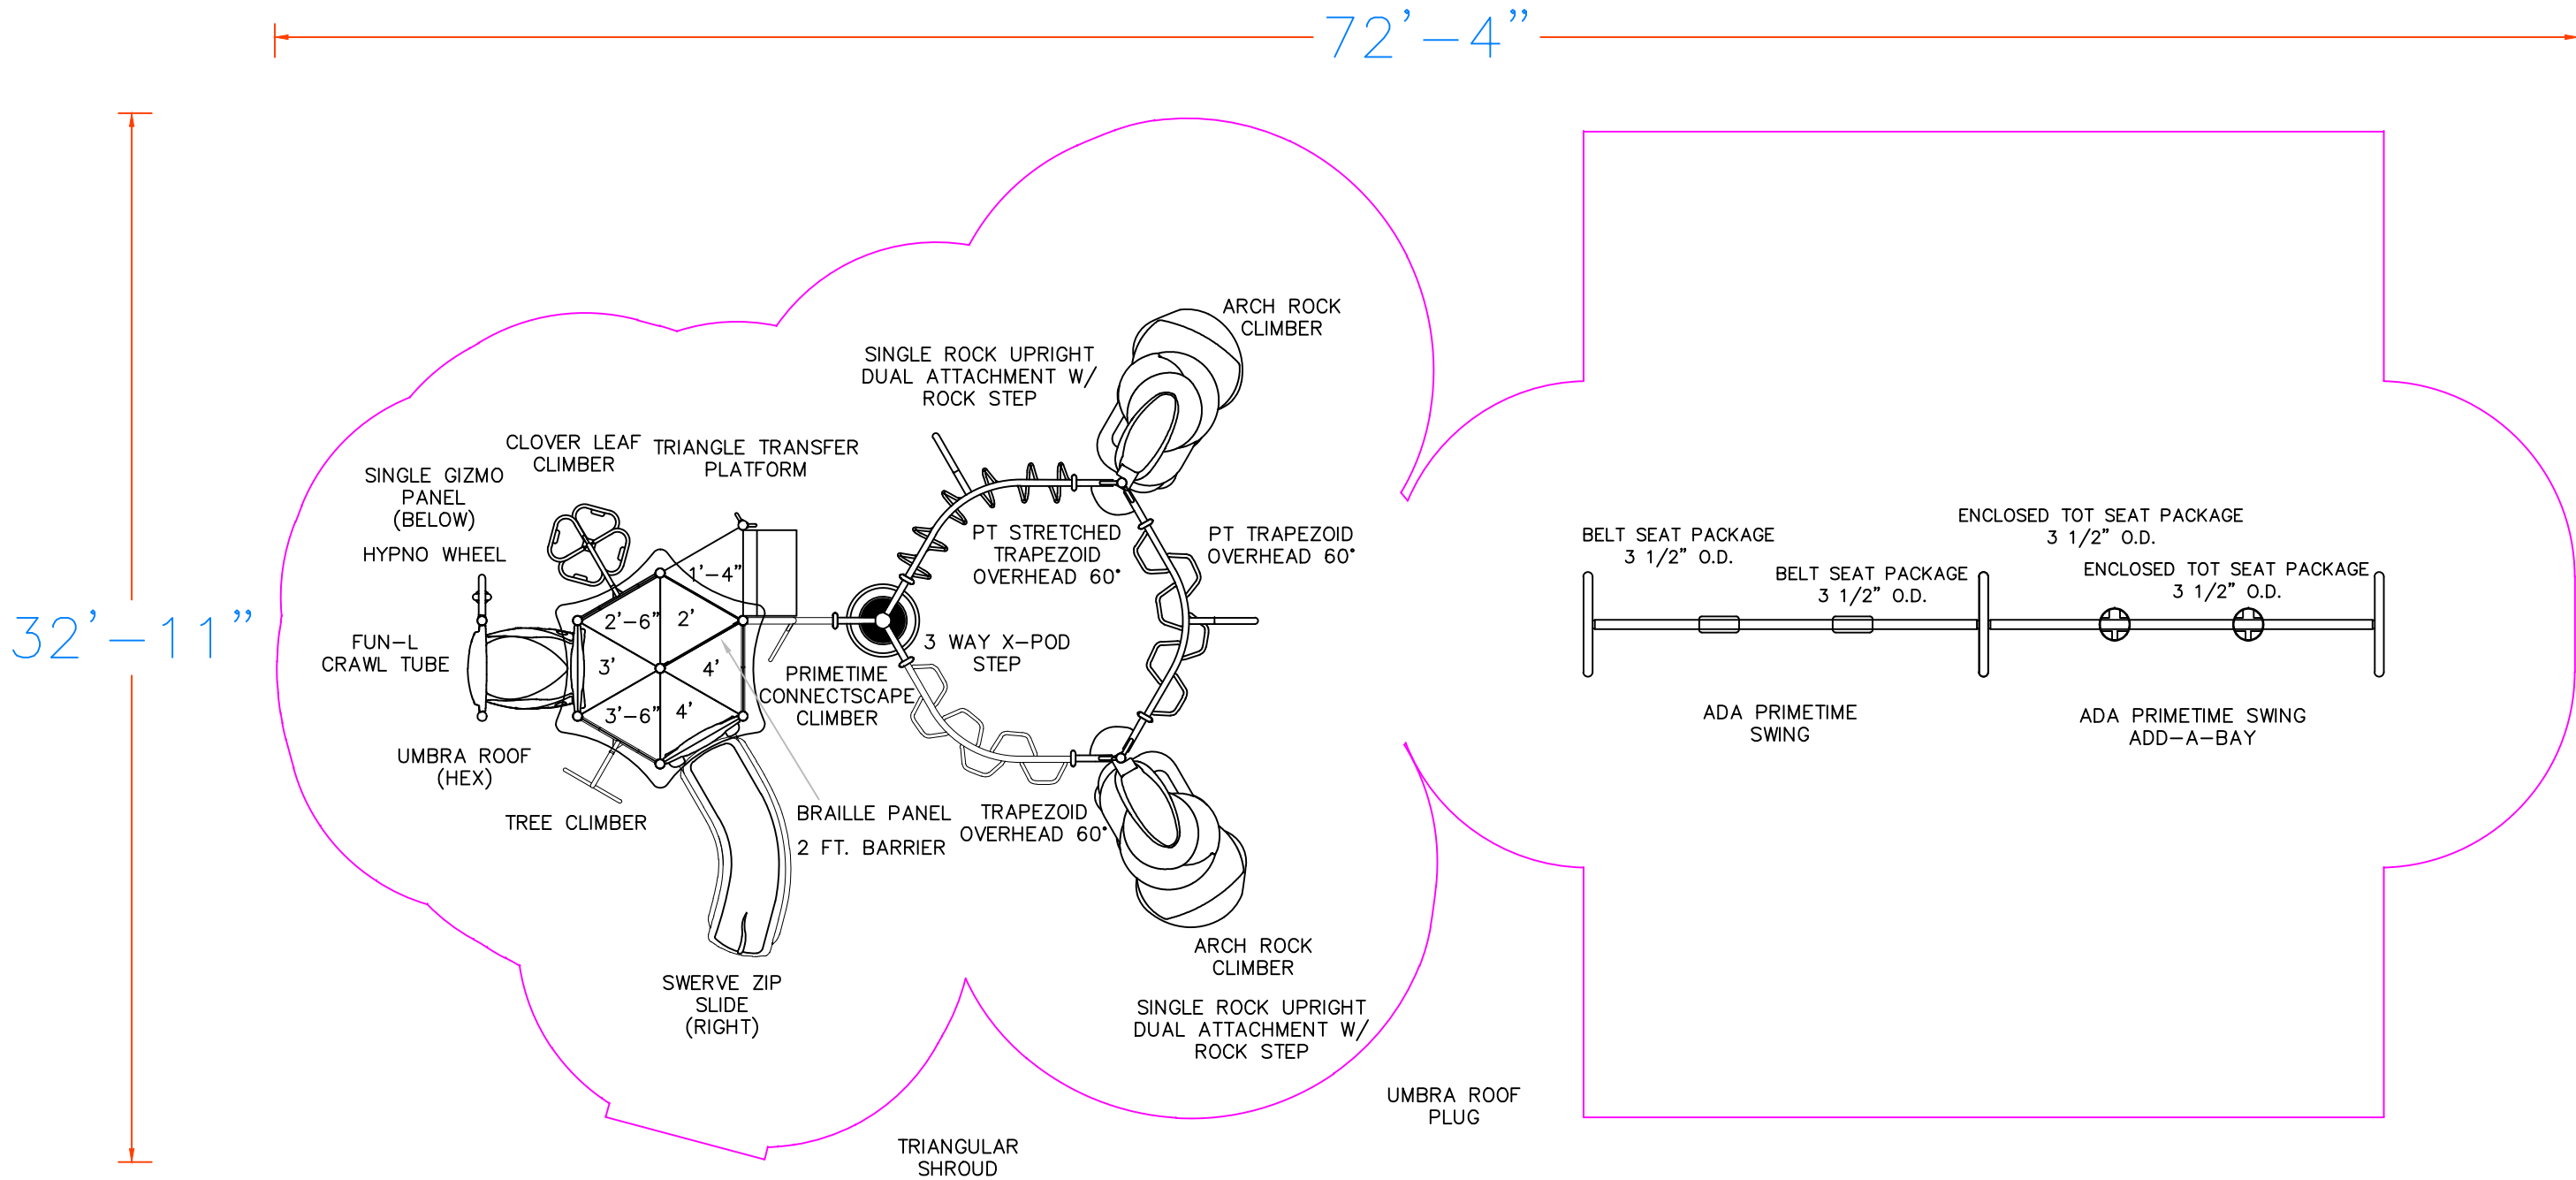 72'-4"
32'-11"
ARCH ROCK
CLIMBER
SINGLE ROCK UPRIGHT
DUAL ATTACHMENT W/
ROCK STEP
CLOVER LEAF
CLIMBER
TRIANGLE TRANSFER
PLATFORM
SINGLE GIZMO
PANEL
(BELOW)
HYPNO WHEEL
FUN-L
CRAWL TUBE
UMBRA ROOF
(HEX)
TREE CLIMBER
1'-4"
2'-6"
2'
3'
4'
3'-6"
4'
PT STRETCHED
TRAPEZOID
OVERHEAD 60°
PT TRAPEZOID
OVERHEAD 60°
3 WAY X-POD
STEP
PRIMETIME
CONNECTSCAPE
CLIMBER
BRAILLE PANEL
2 FT. BARRIER
TRAPEZOID
OVERHEAD 60°
SWERVE ZIP
SLIDE
(RIGHT)
ARCH ROCK
CLIMBER
SINGLE ROCK UPRIGHT
DUAL ATTACHMENT W/
ROCK STEP
TRIANGULAR
SHROUD
UMBRA ROOF
PLUG
BELT SEAT PACKAGE
3 1/2" O.D.
BELT SEAT PACKAGE
3 1/2" O.D.
ENCLOSED TOT SEAT PACKAGE
3 1/2" O.D.
ENCLOSED TOT SEAT PACKAGE
3 1/2" O.D.
ADA PRIMETIME
SWING
ADA PRIMETIME SWING
ADD-A-BAY